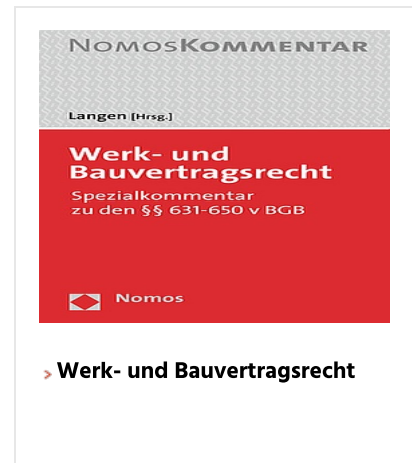 NOMOSKOMMENTAR
Langen [Hrsg.]
Werk- und
Bauvertragsrecht
Spezialkommentar
zu den §§ 631-650 v BGB
Nomos
Werk- und Bauvertragsrecht